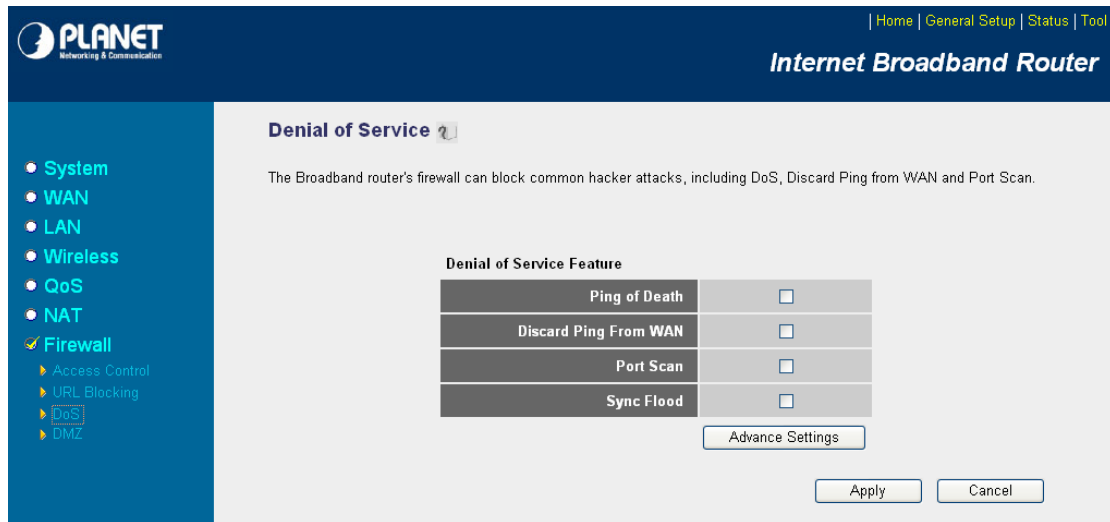 PLANET
Networking & Communication
| Home | General Setup | Status | Tool
Internet Broadband Router
System
WAN
LAN
Wireless
QoS
NAT
Firewall
Access Control
URL Blocking
DoS
DMZ
Denial of Service
The Broadband router's firewall can block common hacker attacks, including DoS, Discard Ping from WAN and Port Scan.
Denial of Service Feature
Ping of Death
Discard Ping From WAN
Port Scan
Sync Flood
Advance Settings
Apply Cancel